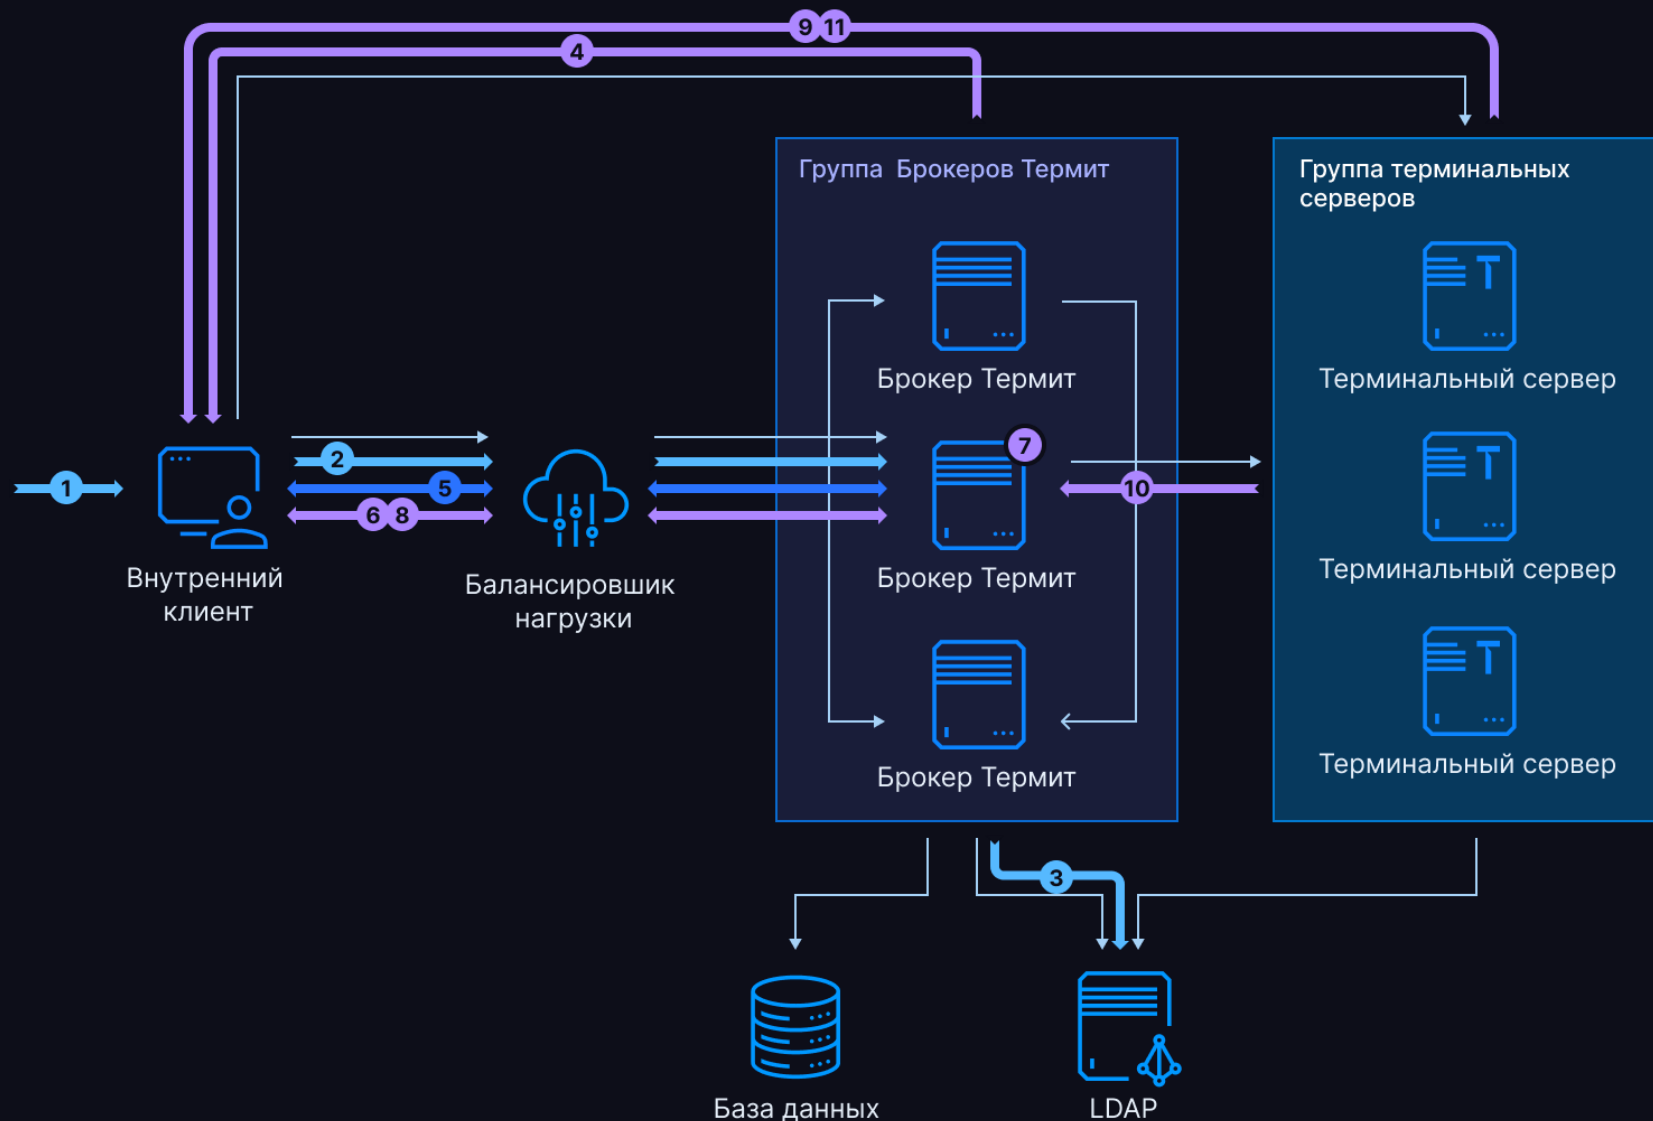 9 11
4
Группа Брокеров Термит
Группа терминальных
серверов
Брокер Термит
Терминальный сервер
7
2
1
5
10
6 8
Внутренний
клиент
Балансировшик
нагрузки
Брокер Термит
Терминальный сервер
Брокер Термит
Терминальный сервер
3
База данных
LDAP